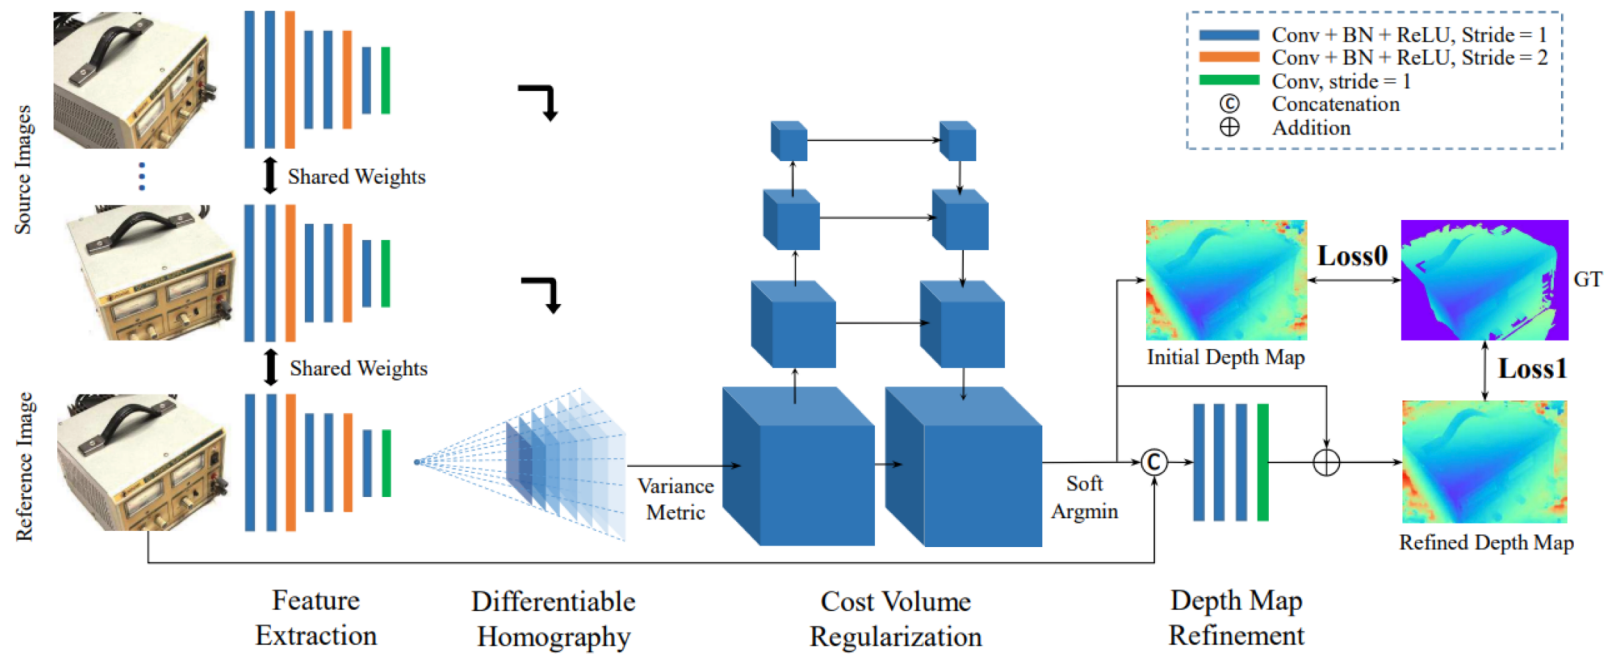 Conv + BN + ReLU, Stride = 1
Conv + BN + ReLU, Stride = 2
Conv, stride = 1
C Concatenation
Addition
Source Images
Shared Weights
Shared Weights
Reference Image
Variance
Metric
Soft
Argmin
C
Loss0
GT
Initial Depth Map
Loss1
Refined Depth Map
Feature
Extraction
Differentiable
Homography
Cost Volume
Regularization
Depth Map
Refinement